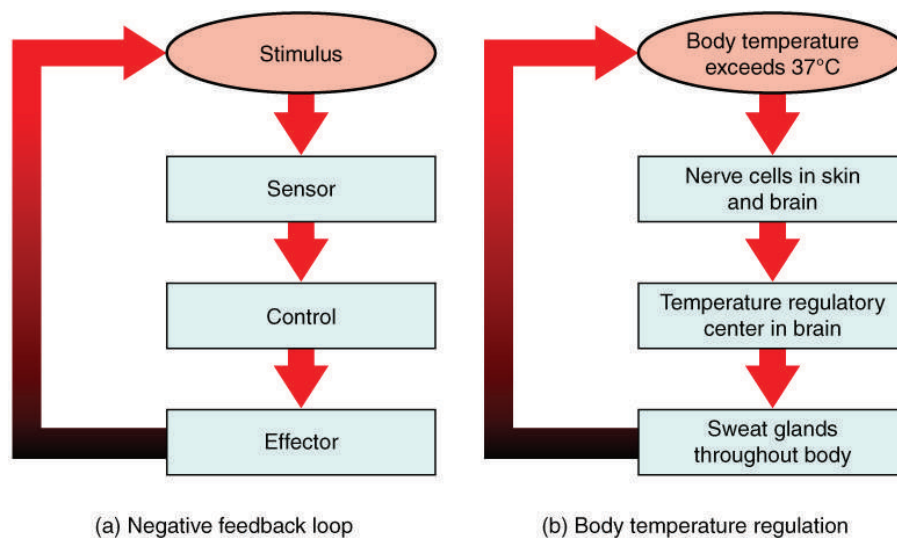 Stimulus
Sensor
Control
Effector
(a) Negative feedback loop
Body temperature
exceeds 37°C
Nerve cells in skin
and brain
Temperature regulatory
center in brain
Sweat glands
throughout body
(b) Body temperature regulation